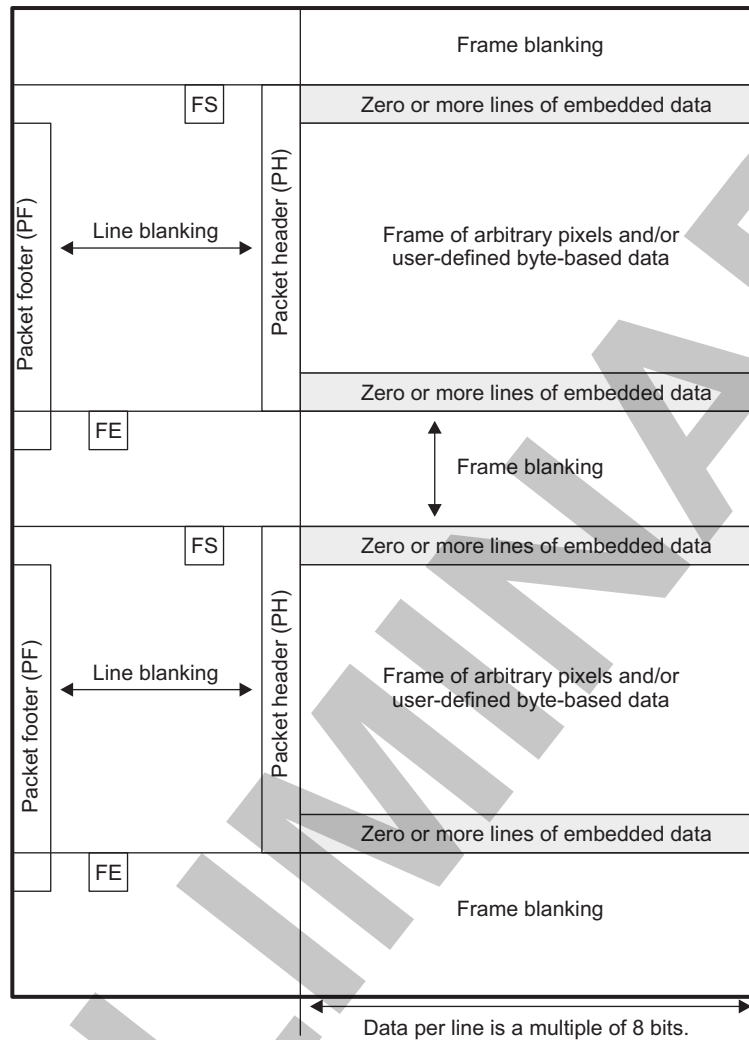 Frame blanking
FS
Zero or more lines of embedded data
Packet footer (PF)
Line blanking
Packet header (PH)
Frame of arbitrary pixels and/or
user-defined byte-based data
Zero or more lines of embedded data
FE
Frame blanking
FS
Zero or more lines of embedded data
Packet footer (PF)
Line blanking
Packet header (PH)
Frame of arbitrary pixels and/or
user-defined byte-based data
Zero or more lines of embedded data
FE
Frame blanking
Data per line is a multiple of 8 bits.
LIMINA